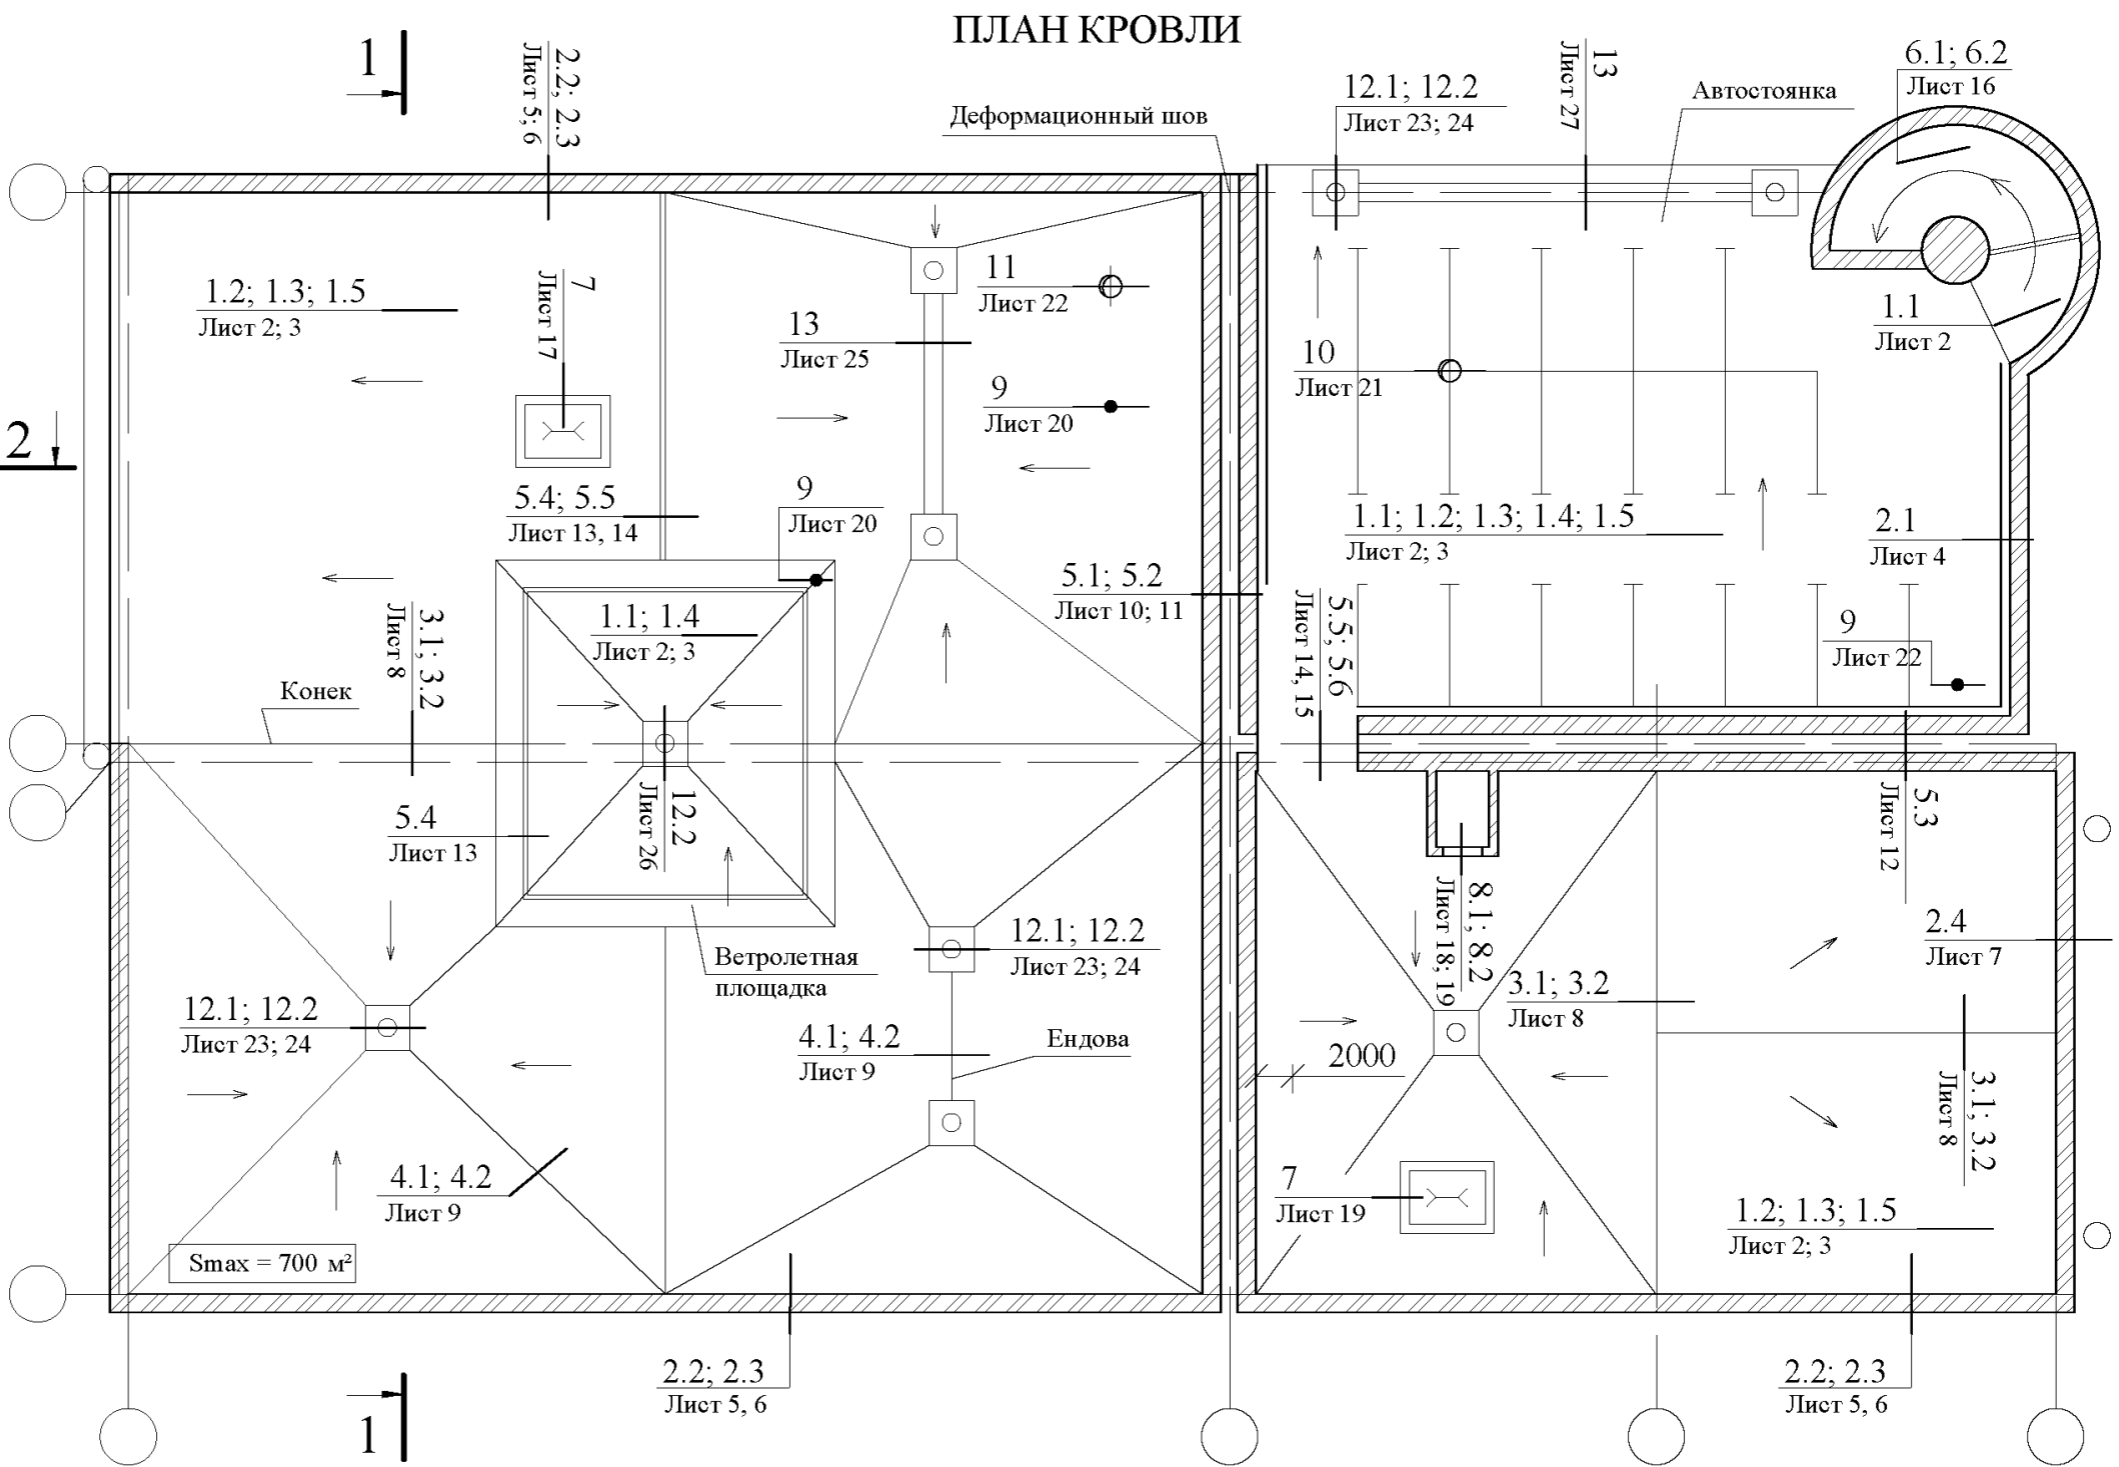 ПЛАН КРОВЛИ
1
2.2; 2.3
Лист 5; 6
12.1; 12.2
Лист 23; 24
13
Лист 27
Автостоянка
6.1; 6.2
Лист 16
Деформационный шов
1.2; 1.3; 1.5
Лист 2; 3
7
Лист 17
11
Лист 22
13
Лист 25
1.1
Лист 2
10
Лист 21
9
Лист 20
2
5.4; 5.5
Лист 13, 14
9
Лист 20
1.1; 1.2; 1.3; 1.4; 1.5
Лист 2; 3
2.1
Лист 4
5.1; 5.2
Лист 10; 11
3.1; 3.2
Лист 8
1.1; 1.4
Лист 2; 3
5.5; 5.6
Лист 14, 15
9
Лист 22
Конек
12.2
Лист 26
5.4
Лист 13
5.3
Лист 12
8.1; 8.2
Лист 18; 19
2.4
Лист 7
12.1; 12.2
Лист 23; 24
Ветролетная
площадка
3.1; 3.2
Лист 8
12.1; 12.2
Лист 23; 24
4.1; 4.2
Лист 9
Ендова
2000
3.1; 3.2
Лист 8
4.1; 4.2
Лист 9
7
Лист 19
1.2; 1.3; 1.5
Лист 2; 3
Smax = 700 м²
2.2; 2.3
Лист 5, 6
2.2; 2.3
Лист 5, 6
1